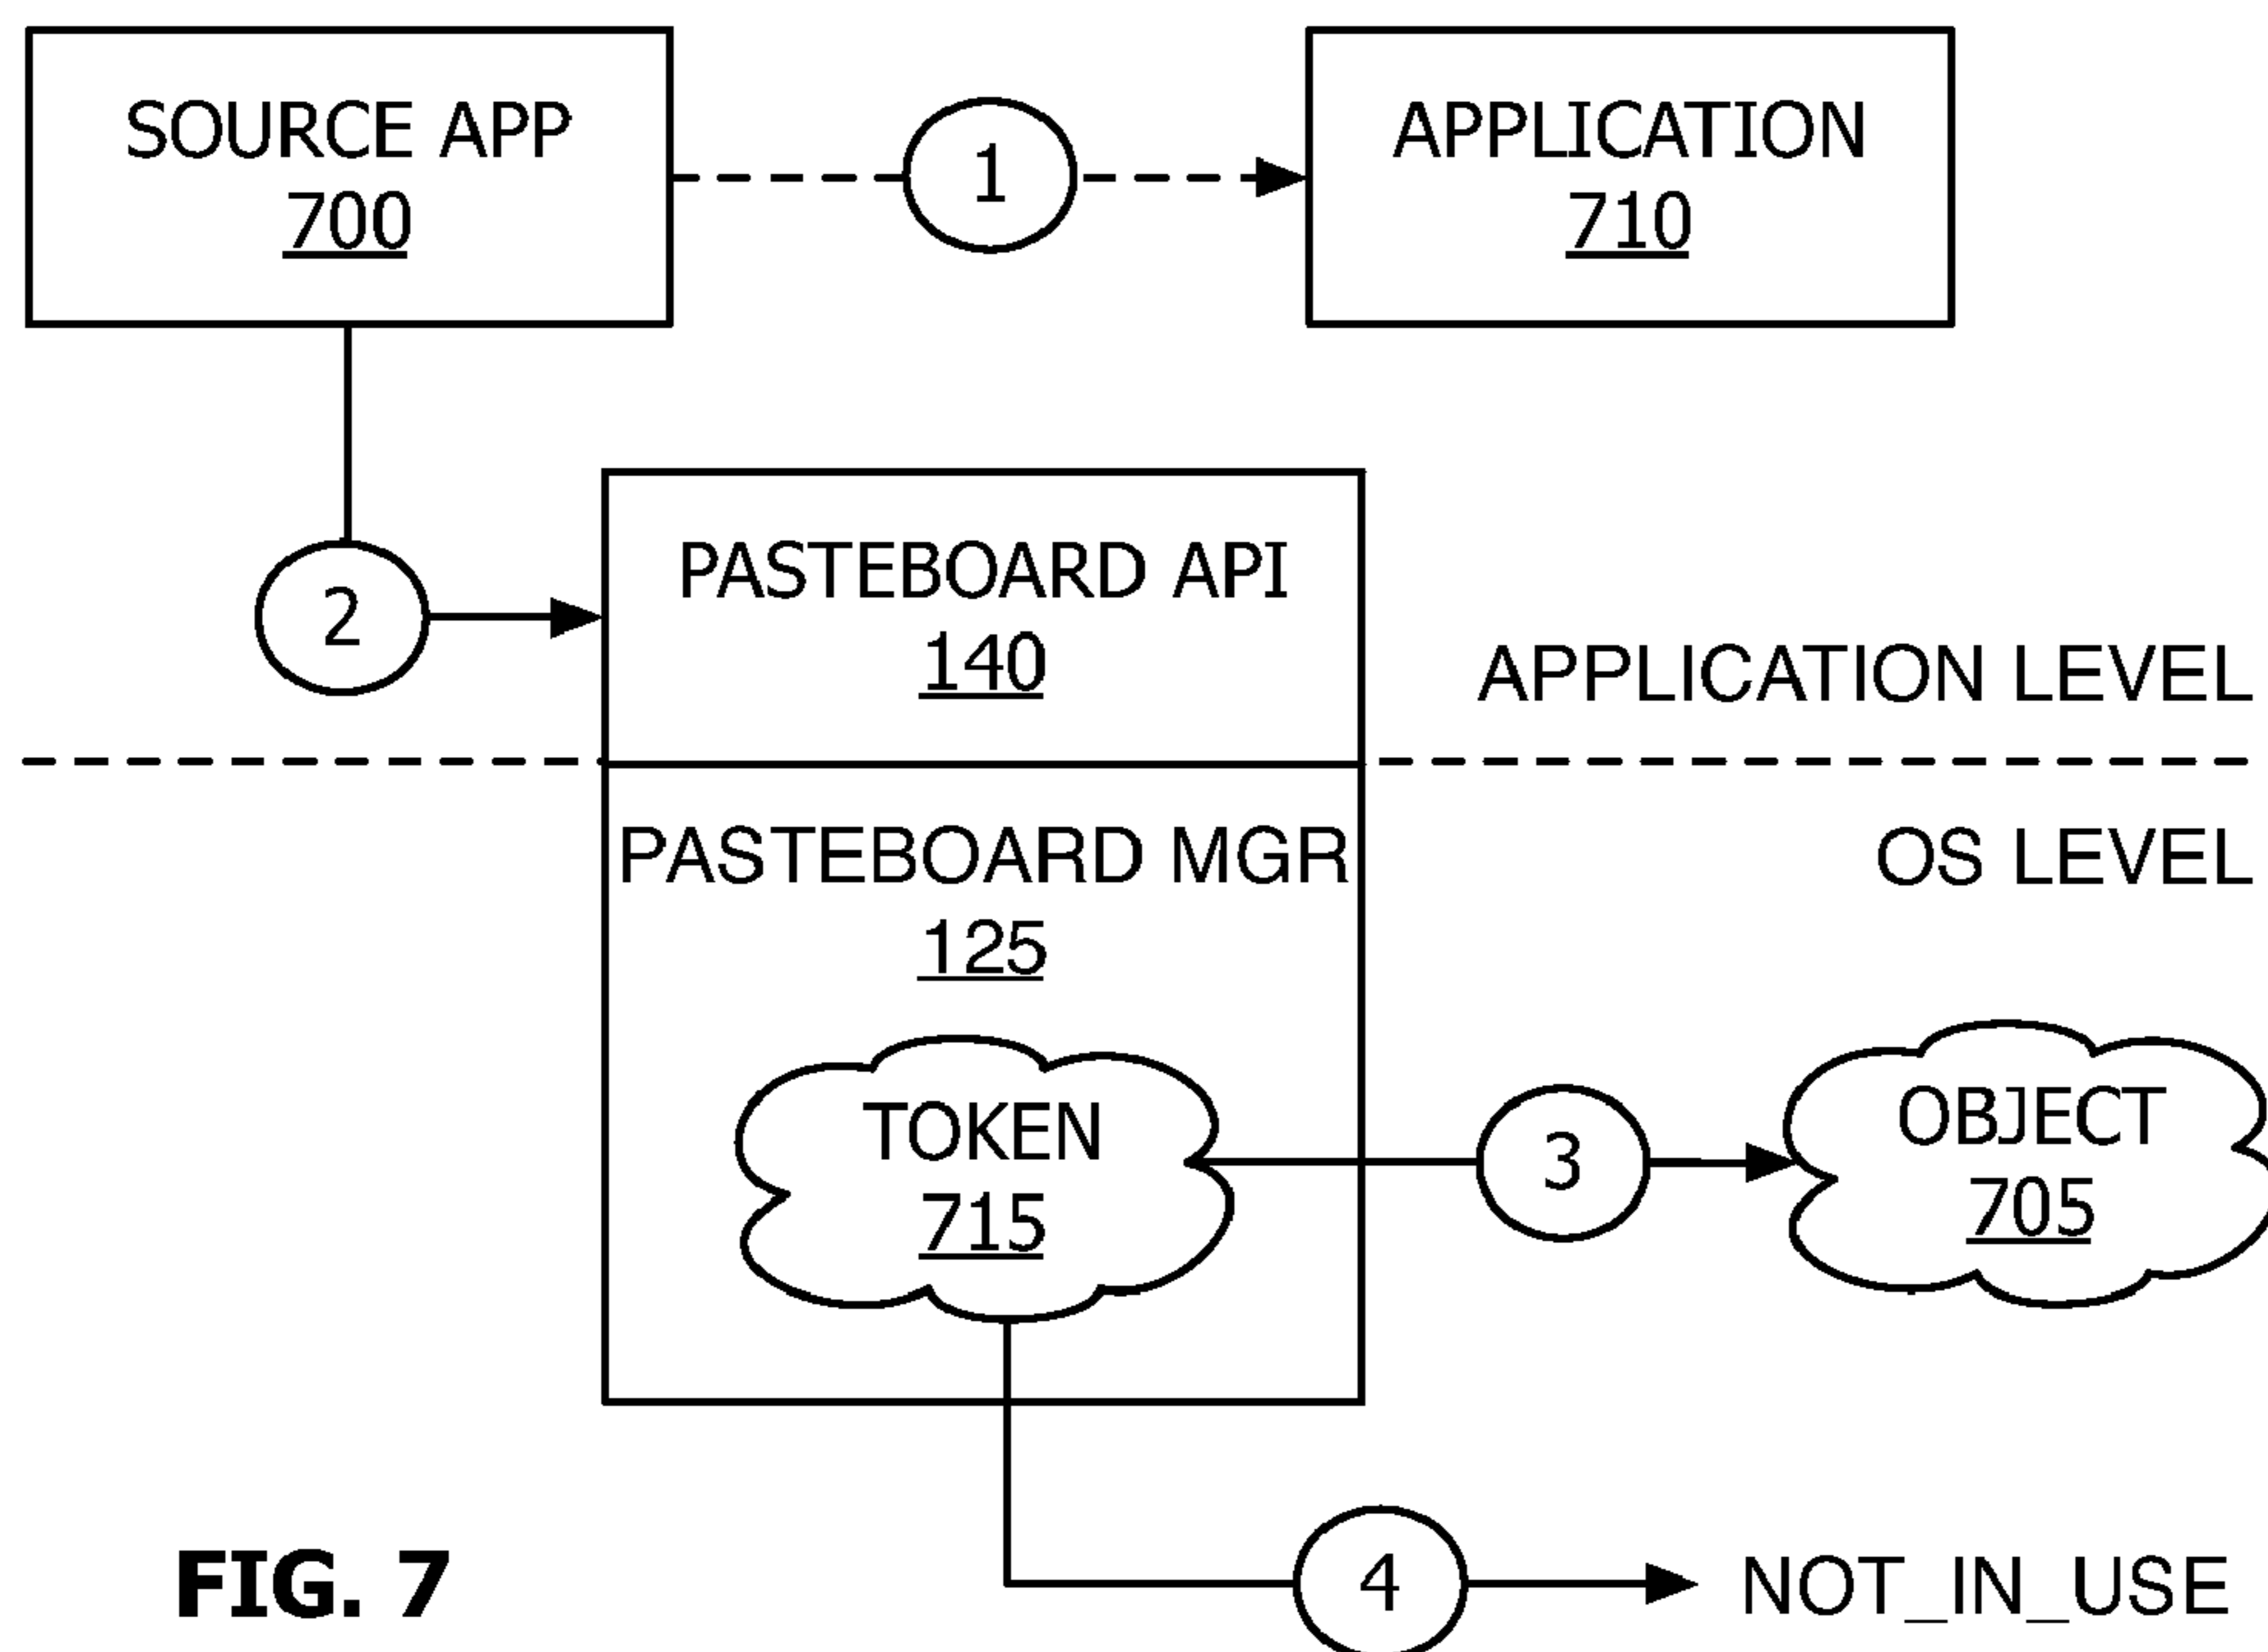 SOURCE APP
700
1
APPLICATION
710
2
PASTEBOARD API
140
APPLICATION LEVEL
PASTEBOARD MGR
125
OS LEVEL
TOKEN
715
3
OBJECT
705
4
NOT_IN_USE
FIG. 7